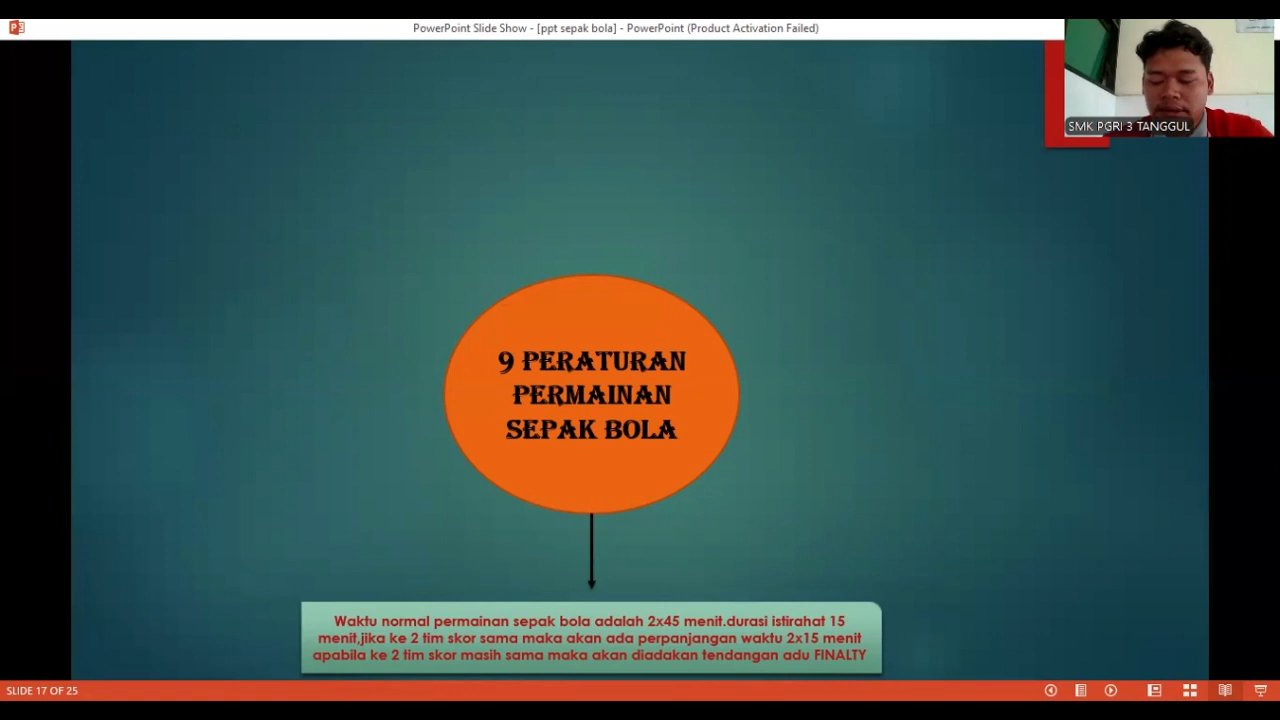 PowerPoint Slide Show - [ppt sepak bola] - PowerPoint (Product Activation Failed)
SMK PGRI 3 TANGGUL
9 PERATURAN
PERMAINAN
SEPAK BOLA
Waktu normal permainan sepak bola adalah 2x45 menit.durasi istirahat 15
menit,jika ke 2 tim skor sama maka akan ada perpanjangan waktu 2x15 menit
apabila ke 2 tim skor masih sama maka akan diadakan tendangan adu FINALTY
SLIDE 17 OF 25